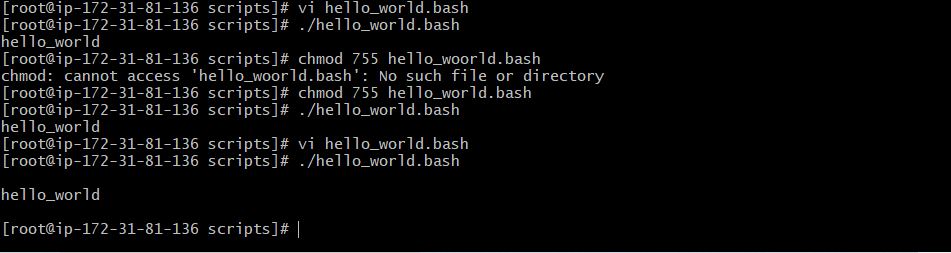 [root@ip-172-31-81-136 scripts]# vi hello_world.bash
[root@ip-172-31-81-136 scripts]# ./hello_world.bash
hello_world
[root@ip-172-31-81-136 scripts]# chmod 755 hello_woorld.bash
chmod: cannot access 'hello_woorld.bash': No such file or directory
[root@ip-172-31-81-136 scripts]# chmod 755 hello_world.bash
[root@ip-172-31-81-136 scripts]# ./hello_world.bash
hello_world
[root@ip-172-31-81-136 scripts]# vi hello_world.bash
[root@ip-172-31-81-136 scripts]# ./hello_world.bash
hello_world
[root@ip-172-31-81-136 scripts]#